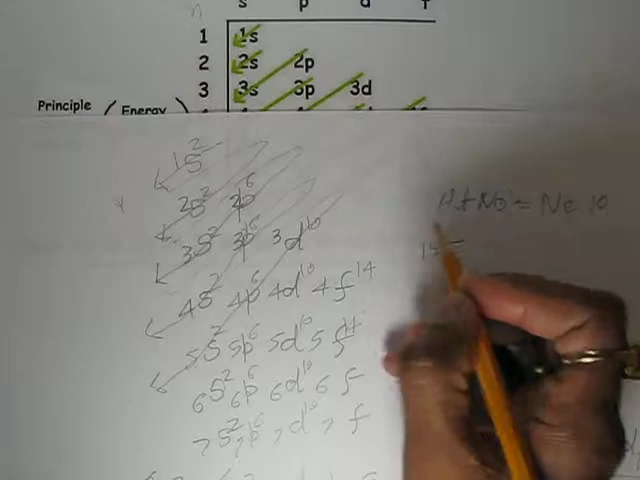 n s p d f
1 1s
2 2s 2p
3 3s 3p 3d
Principle ( Energy )
1s²
2s² 2p⁶
3s² 3p⁶ 3d¹⁰
4s² 4p⁶ 4d¹⁰ 4f¹⁴
5s² 5p⁶ 5d¹⁰ 5f¹⁴
6s² 6p⁶ 6d¹⁰ 6f
7s² 7p⁶ 7d¹⁰ 7f
At No = Ne 10